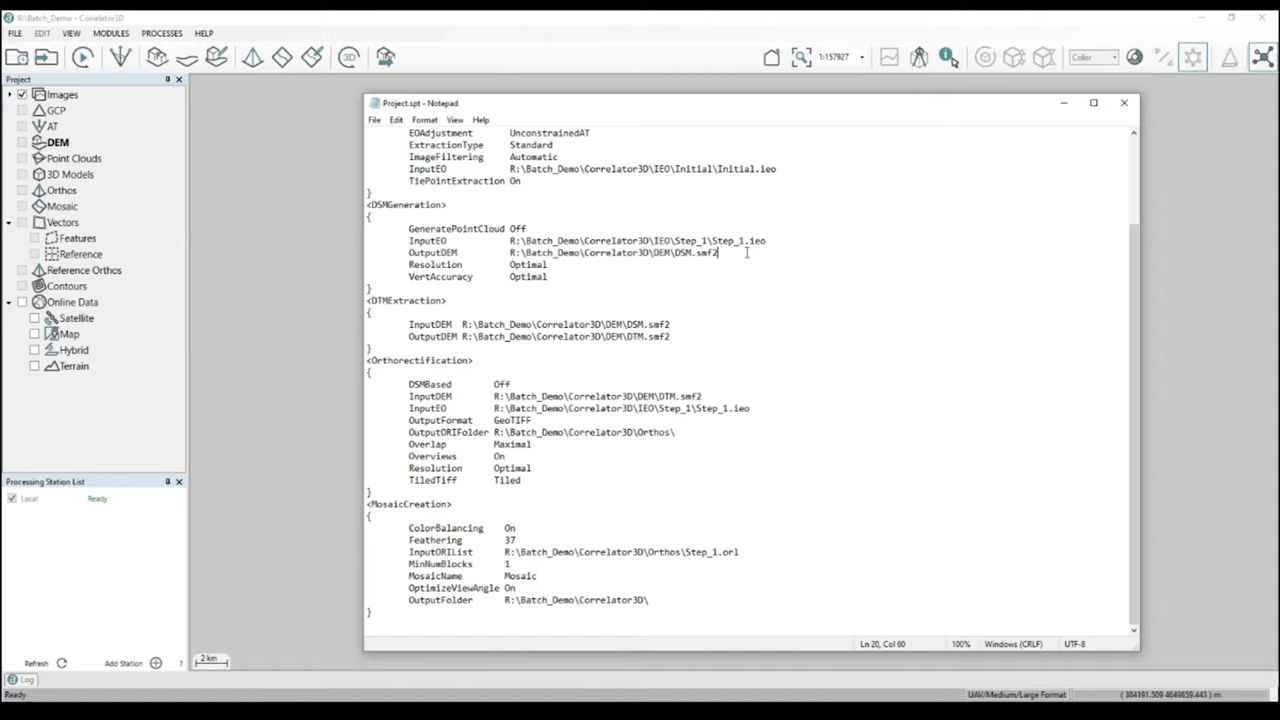 R:\Batch_Demo - Correlator3D
FILE EDIT VIEW MODULES PROCESSES HELP
3D
1:157927
Color
Project
Images
GCP
AT
DEM
Point Clouds
3D Models
Orthos
Mosaic
Vectors
Features
Reference
Reference Orthos
Contours
Online Data
Satellite
Map
Hybrid
Terrain
Processing Station List
Local Ready
Refresh Add Station ?
2 km
Log
Ready
UAV/Medium/Large Format ( 384191.509 4649859.443 ) m
Project.spt - Notepad
File Edit Format View Help
EOAdjustment UnconstrainedAT
ExtractionType Standard
ImageFiltering Automatic
InputEO R:\Batch_Demo\Correlator3D\IEO\Initial\Initial.ieo
TiePointExtraction On
}
<DSMGeneration>
{
GeneratePointCloud Off
InputEO R:\Batch_Demo\Correlator3D\IEO\Step_1\Step_1.ieo
OutputDEM R:\Batch_Demo\Correlator3D\DEM\DSM.smf2
Resolution Optimal
VertAccuracy Optimal
}
<DTMExtraction>
{
InputDEM R:\Batch_Demo\Correlator3D\DEM\DSM.smf2
OutputDEM R:\Batch_Demo\Correlator3D\DEM\DTM.smf2
}
<Orthorectification>
{
DSMBased Off
InputDEM R:\Batch_Demo\Correlator3D\DEM\DTM.smf2
InputEO R:\Batch_Demo\Correlator3D\IEO\Step_1\Step_1.ieo
OutputFormat GeoTIFF
OutputORIFolder R:\Batch_Demo\Correlator3D\Orthos\
Overlap Maximal
Overviews On
Resolution Optimal
TiledTiff Tiled
}
<MosaicCreation>
{
ColorBalancing On
Feathering 37
InputORIList R:\Batch_Demo\Correlator3D\Orthos\Step_1.orl
MinNumBlocks 1
MosaicName Mosaic
OptimizeViewAngle On
OutputFolder R:\Batch_Demo\Correlator3D\
}
Ln 20, Col 60 100% Windows (CRLF) UTF-8